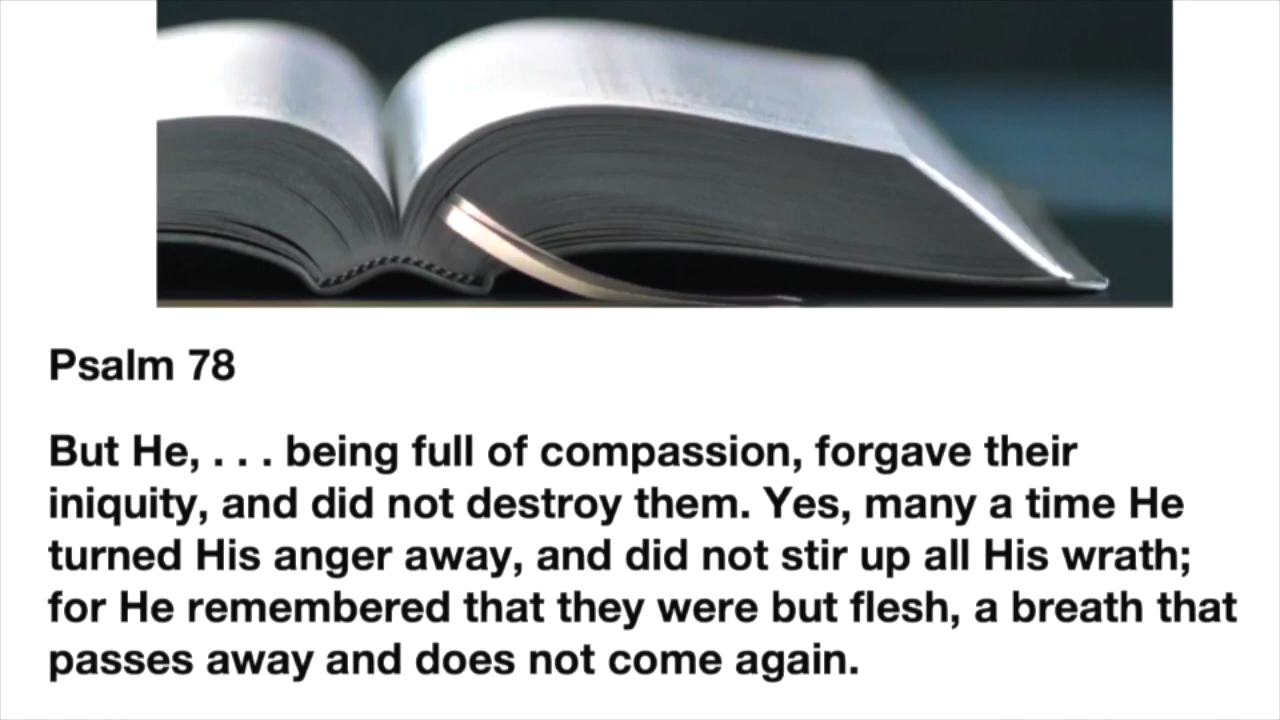 Psalm 78
But He, . . . being full of compassion, forgave their
iniquity, and did not destroy them. Yes, many a time He
turned His anger away, and did not stir up all His wrath;
for He remembered that they were but flesh, a breath that
passes away and does not come again.